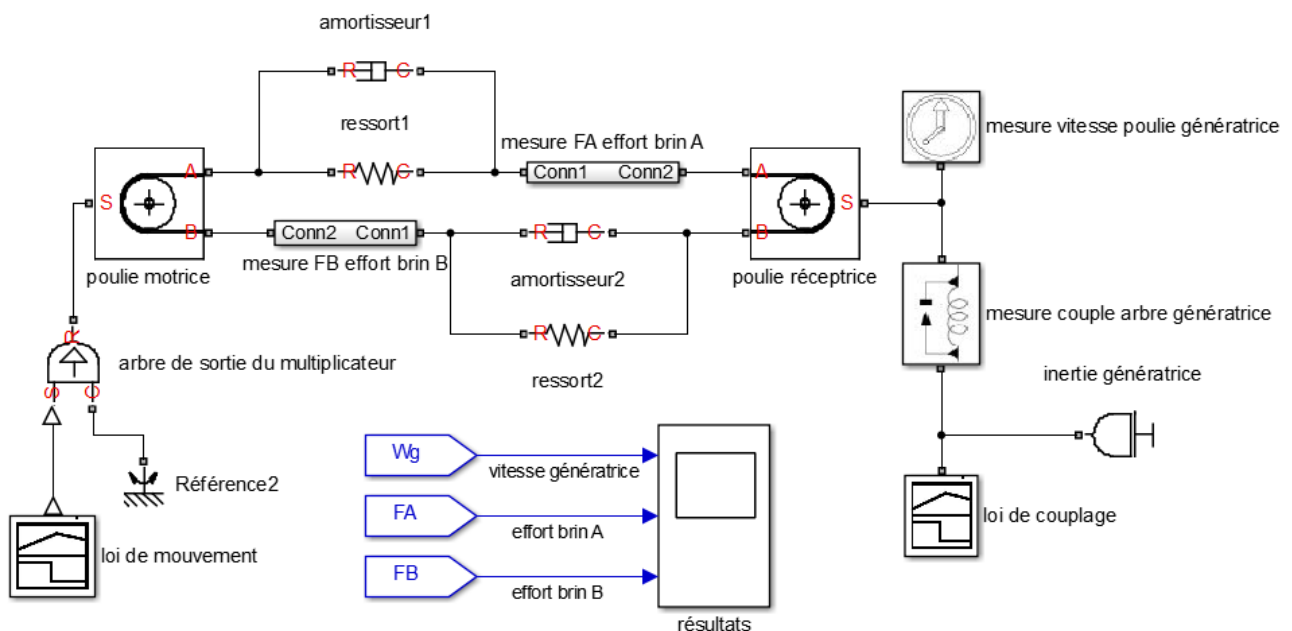 amortisseur1
R C
ressort1
R C
mesure FA effort brin A
Conn1 Conn2
mesure vitesse poulie génératrice
A
S
B
poulie motrice
Conn2 Conn1
mesure FB effort brin B
R C
amortisseur2
R C
ressort2
A
S
B
poulie réceptrice
mesure couple arbre génératrice
inertie génératrice
R
S C
arbre de sortie du multiplicateur
Référence2
loi de mouvement
Wg
vitesse génératrice
FA
effort brin A
FB
effort brin B
résultats
loi de couplage